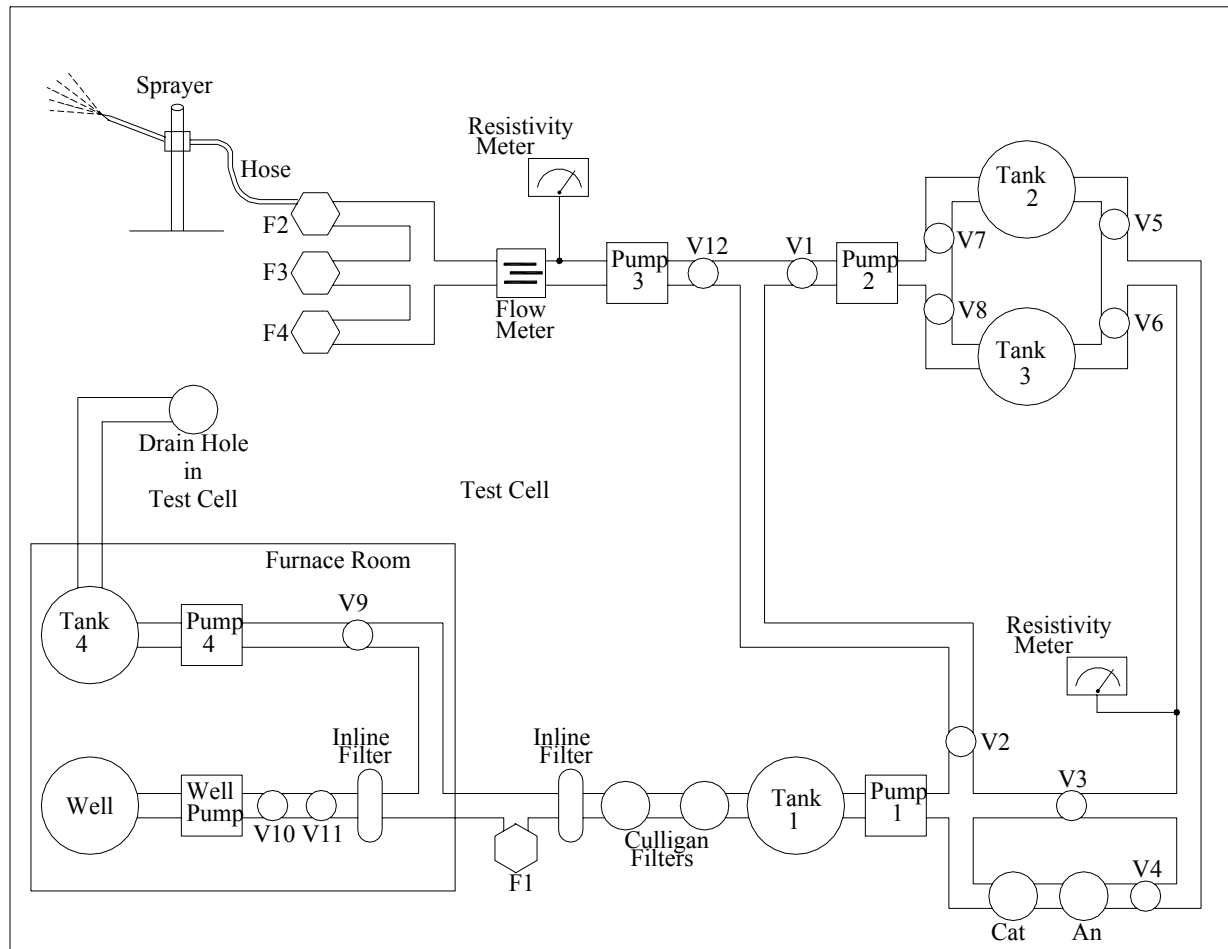 Sprayer
Hose
Resistivity
Meter
F2
F3
F4
Flow
Meter
Pump
3
V12
V1
Pump
2
V7
V8
Tank
2
Tank
3
V5
V6
Drain Hole
in
Test Cell
Test Cell
Furnace Room
Tank
4
Pump
4
V9
Resistivity
Meter
Well
Well
Pump
V10
V11
Inline
Filter
Inline
Filter
F1
Culligan
Filters
Tank
1
Pump
1
V2
V3
V4
Cat
An